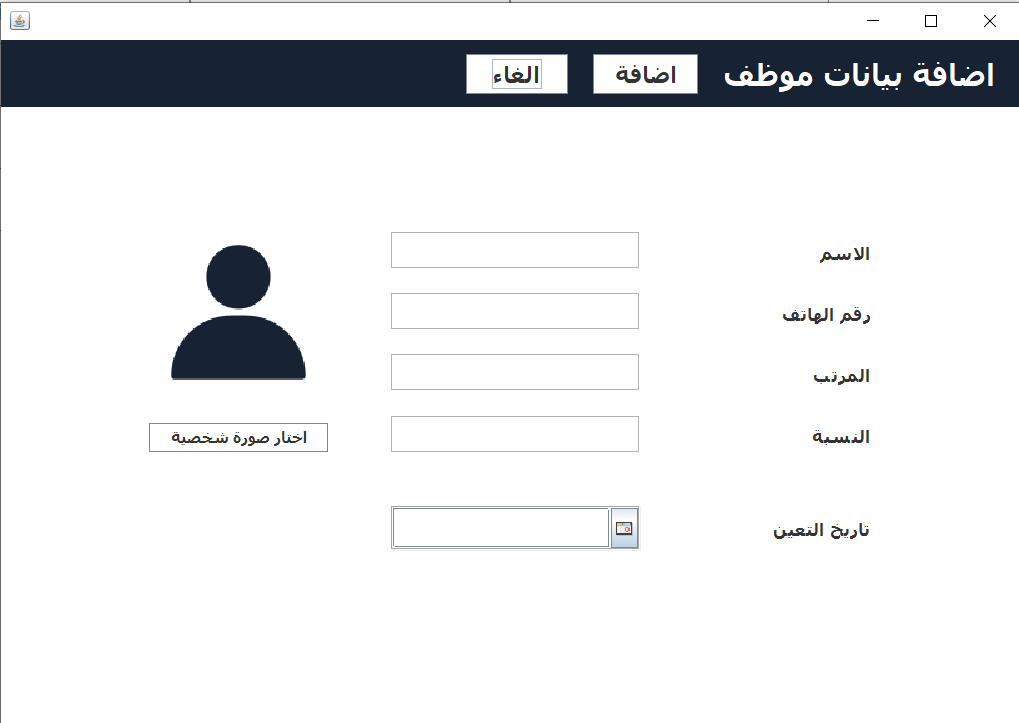 اضافة بيانات موظف
اضافة
الغاء
الاسم
رقم الهاتف
المرتب
النسبة
اختار صورة شخصية
تاريخ التعين